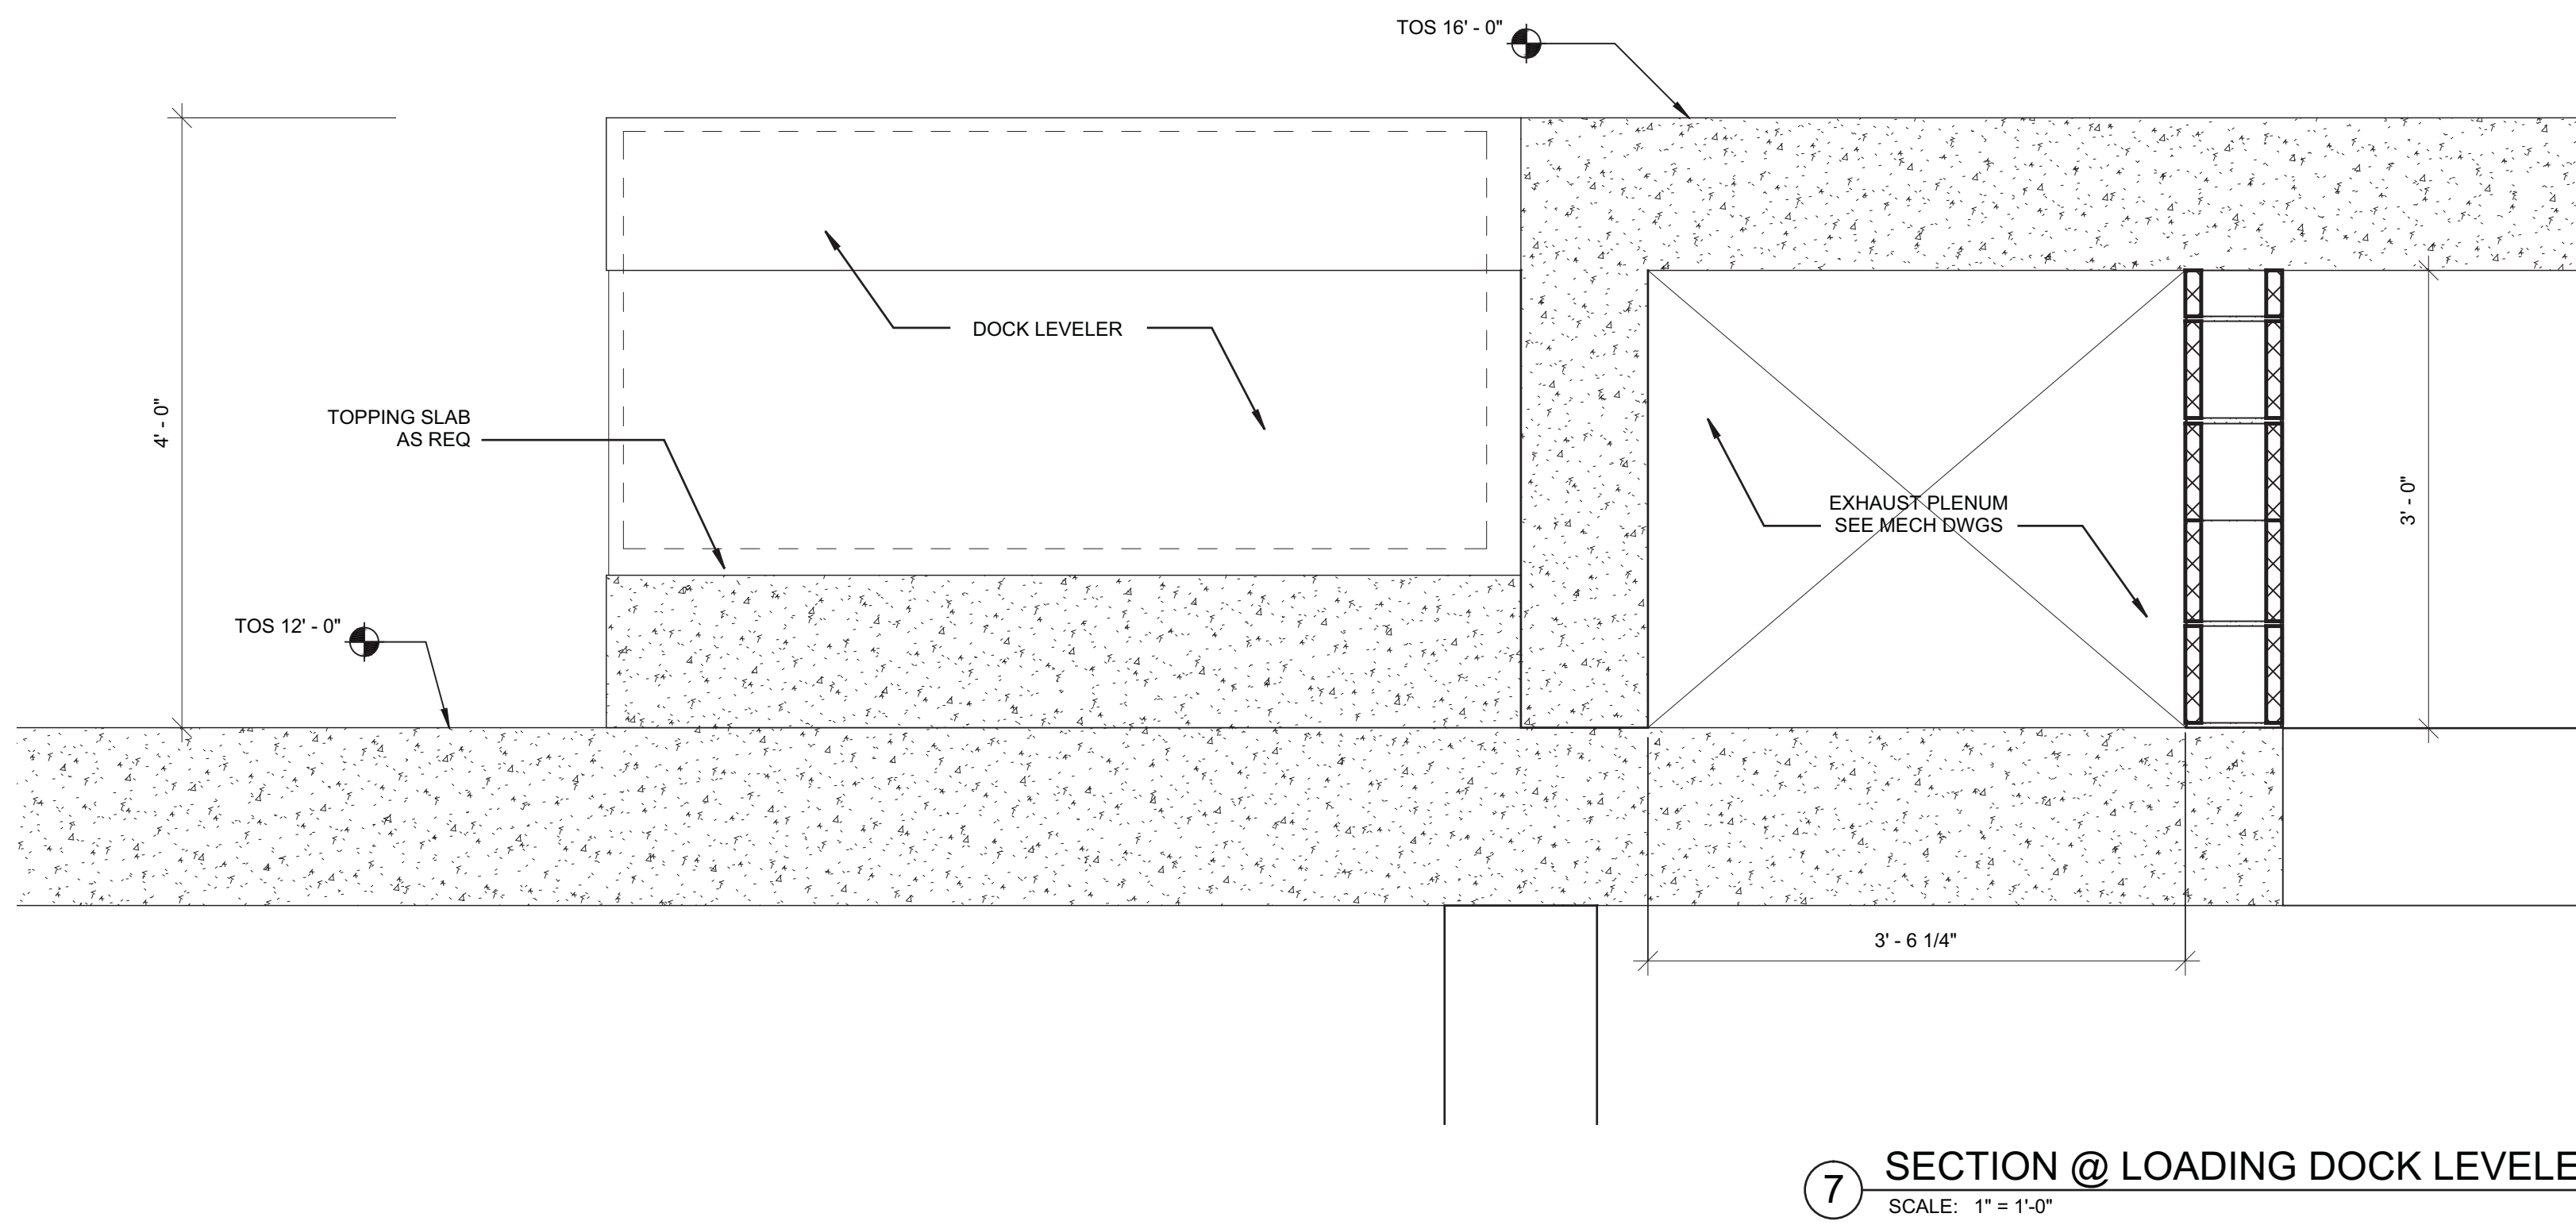 TOS 16' - 0"
4' - 0"
DOCK LEVELER
TOPPING SLAB
AS REQ
EXHAUST PLENUM
SEE MECH DWGS
3' - 0"
TOS 12' - 0"
3' - 6 1/4"
7
SECTION @ LOADING DOCK LEVELE
SCALE: 1" = 1'-0"